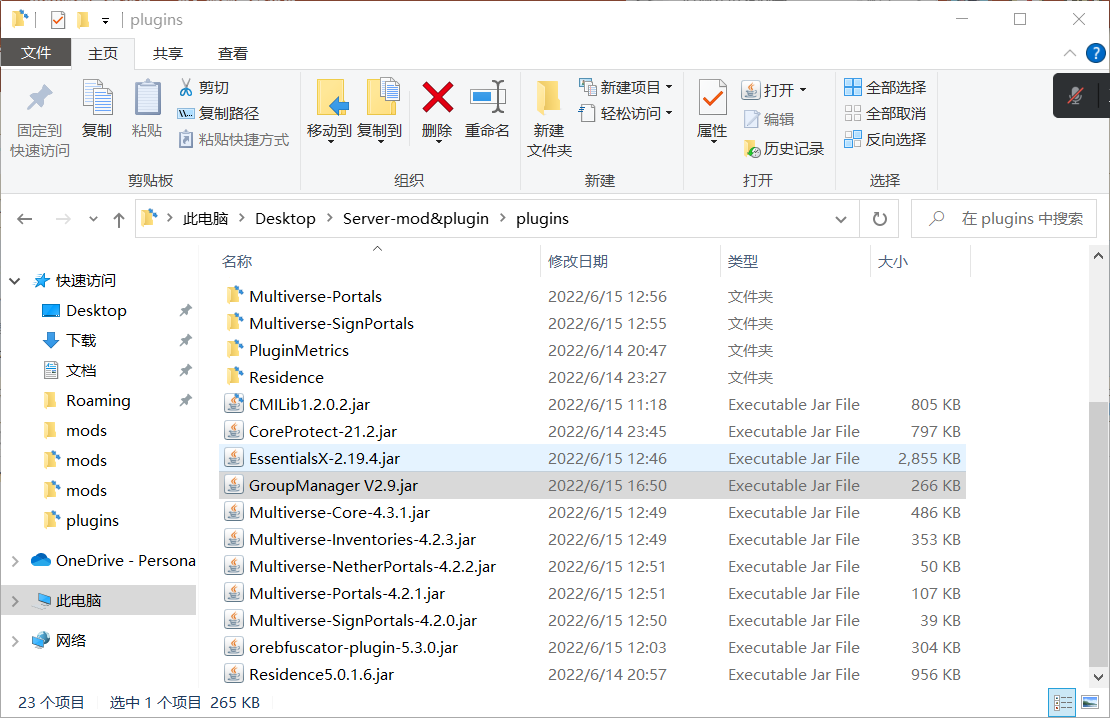 plugins
文件 主页 共享 查看
固定到快速访问 复制 粘贴 剪切 复制路径 粘贴快捷方式 移动到 复制到 删除 重命名 新建文件夹 新建项目 轻松访问 属性 打开 编辑 历史记录 全部选择 全部取消 反向选择
剪贴板 组织 新建 打开 选择
此电脑 Desktop Server-mod&plugin plugins 在 plugins 中搜索
快速访问
Desktop
下载
文档
Roaming
mods
mods
mods
plugins
OneDrive - Persona
此电脑
网络
名称 修改日期 类型 大小
Multiverse-Portals 2022/6/15 12:56 文件夹
Multiverse-SignPortals 2022/6/15 12:55 文件夹
PluginMetrics 2022/6/14 20:47 文件夹
Residence 2022/6/14 23:27 文件夹
CMILib1.2.0.2.jar 2022/6/15 11:18 Executable Jar File 805 KB
CoreProtect-21.2.jar 2022/6/14 23:45 Executable Jar File 797 KB
EssentialsX-2.19.4.jar 2022/6/15 12:46 Executable Jar File 2,855 KB
GroupManager V2.9.jar 2022/6/15 16:50 Executable Jar File 266 KB
Multiverse-Core-4.3.1.jar 2022/6/15 12:49 Executable Jar File 486 KB
Multiverse-Inventories-4.2.3.jar 2022/6/15 12:49 Executable Jar File 353 KB
Multiverse-NetherPortals-4.2.2.jar 2022/6/15 12:51 Executable Jar File 50 KB
Multiverse-Portals-4.2.1.jar 2022/6/15 12:51 Executable Jar File 107 KB
Multiverse-SignPortals-4.2.0.jar 2022/6/15 12:50 Executable Jar File 39 KB
orebfuscator-plugin-5.3.0.jar 2022/6/15 12:03 Executable Jar File 304 KB
Residence5.0.1.6.jar 2022/6/14 20:57 Executable Jar File 956 KB
23 个项目 选中 1 个项目 265 KB